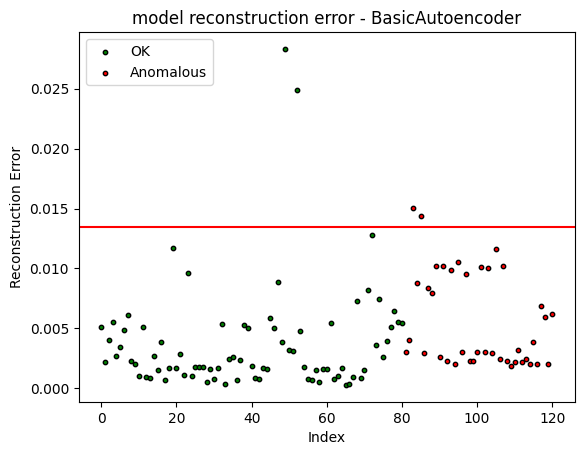 model reconstruction error - BasicAutoencoder
OK
Anomalous
Reconstruction Error
0.025
0.020
0.015
0.010
0.005
0.000
0
20
40
60
80
100
120
Index